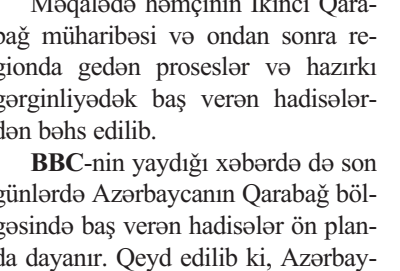 Məqalədə həmçinin İkinci Qara-
bağ müharibəsi və ondan sonra re-
gionda gedən proseslər və hazırkı
gərginliyədək baş verən hadisələr-
dən bəhs edilib.
BBC-nin yaydığı xəbərdə də son
günlərdə Azərbaycanın Qarabağ böl-
gəsində baş verən hadisələr ön plan-
da dayanır. Qeyd edilib ki, Azərbay-